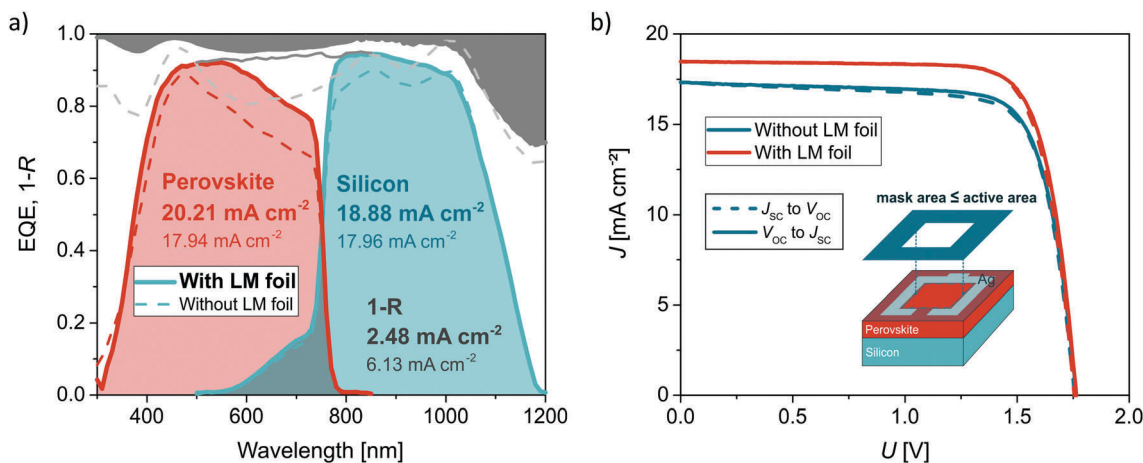 a)
EQE, 1-R
1.0
0.8
0.6
0.4
0.2
0.0
Perovskite
20.21 mA cm⁻²
17.94 mA cm⁻²
Silicon
18.88 mA cm⁻²
17.96 mA cm⁻²
With LM foil
Without LM foil
1-R
2.48 mA cm⁻²
6.13 mA cm⁻²
400
600
800
1000
1200
Wavelength [nm]
b)
J [mA cm⁻²]
20
15
10
5
0
Without LM foil
With LM foil
JSC to VOC
VOC to JSC
mask area ≤ active area
Ag
Perovskite
Silicon
0.0
0.5
1.0
1.5
2.0
U [V]